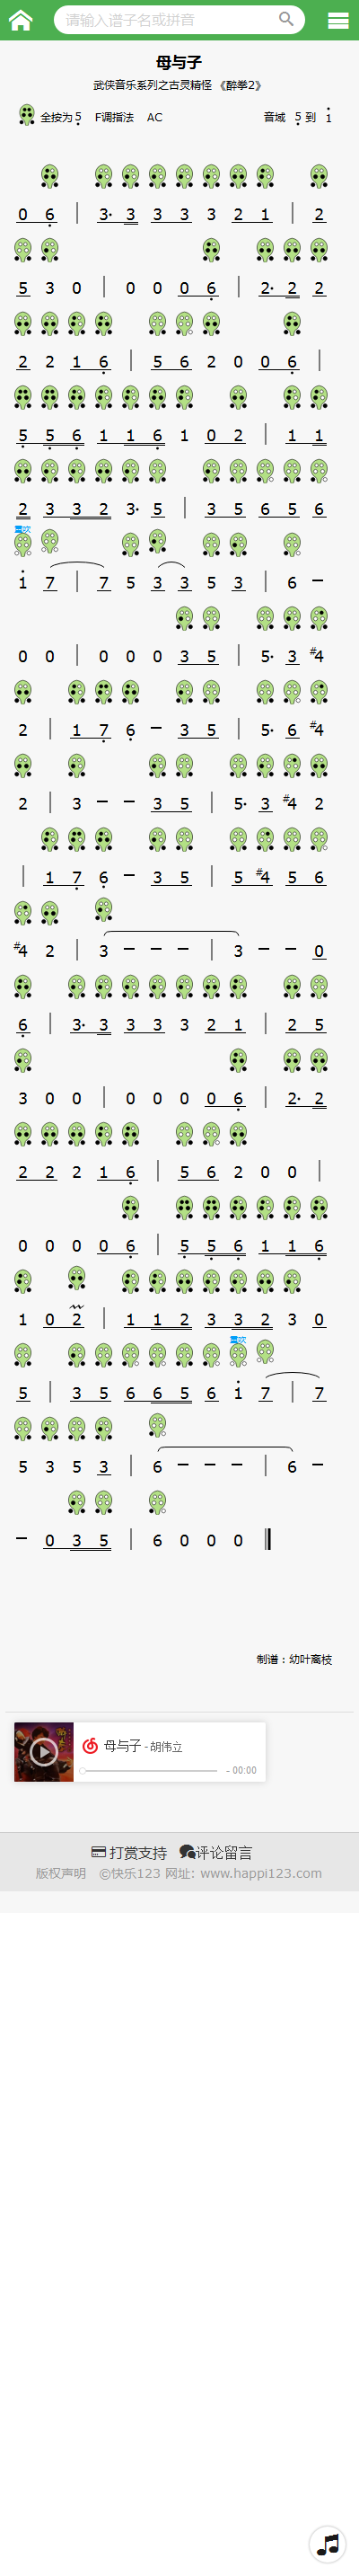 请输入谱子名或拼音
母与子
武侠音乐系列之古灵精怪 《醉拳2》
全按为5̣ F调指法 AC 音域 5̣ 到 1̇
0 6̣ | 3· 3 3 3 3 2 1 | 2
5 3 0 | 0 0 0 6̣ | 2· 2 2
2 2 1 6̣ | 5 6 2 0 0 6̣ |
5̣ 5̣ 6̣ 1 1 6̣ 1 0 2 | 1 1
2 3 3 2 3· 5 | 3 5 6 5 6
重吹
1̇ 7 | 7 5 3 3 5 3 | 6 -
0 0 | 0 0 0 3 5 | 5· 3 #4
2 | 1 7̣ 6̣ - 3 5 | 5· 6 #4
2 | 3 - - 3 5 | 5· 3 #4 2
| 1 7̣ 6̣ - 3 5 | 5 #4 5 6
#4 2 | 3 - - - | 3 - - 0
6̣ | 3· 3 3 3 3 2 1 | 2 5
3 0 0 | 0 0 0 0 6̣ | 2· 2
2 2 2 1 6̣ | 5 6 2 0 0 |
0 0 0 0 6̣ | 5̣ 5̣ 6̣ 1 1 6̣
1 0 2 | 1 1 2 3 3 2 3 0
重吹
5 | 3 5 6 6 5 6 1̇ 7 | 7
5 3 5 3 | 6 - - - | 6 -
- 0 3 5 | 6 0 0 0
制谱：幼叶离枝
母与子 - 胡伟立
- 00:00
打赏支持 评论留言
版权声明 ©快乐123 网址: www.happi123.com